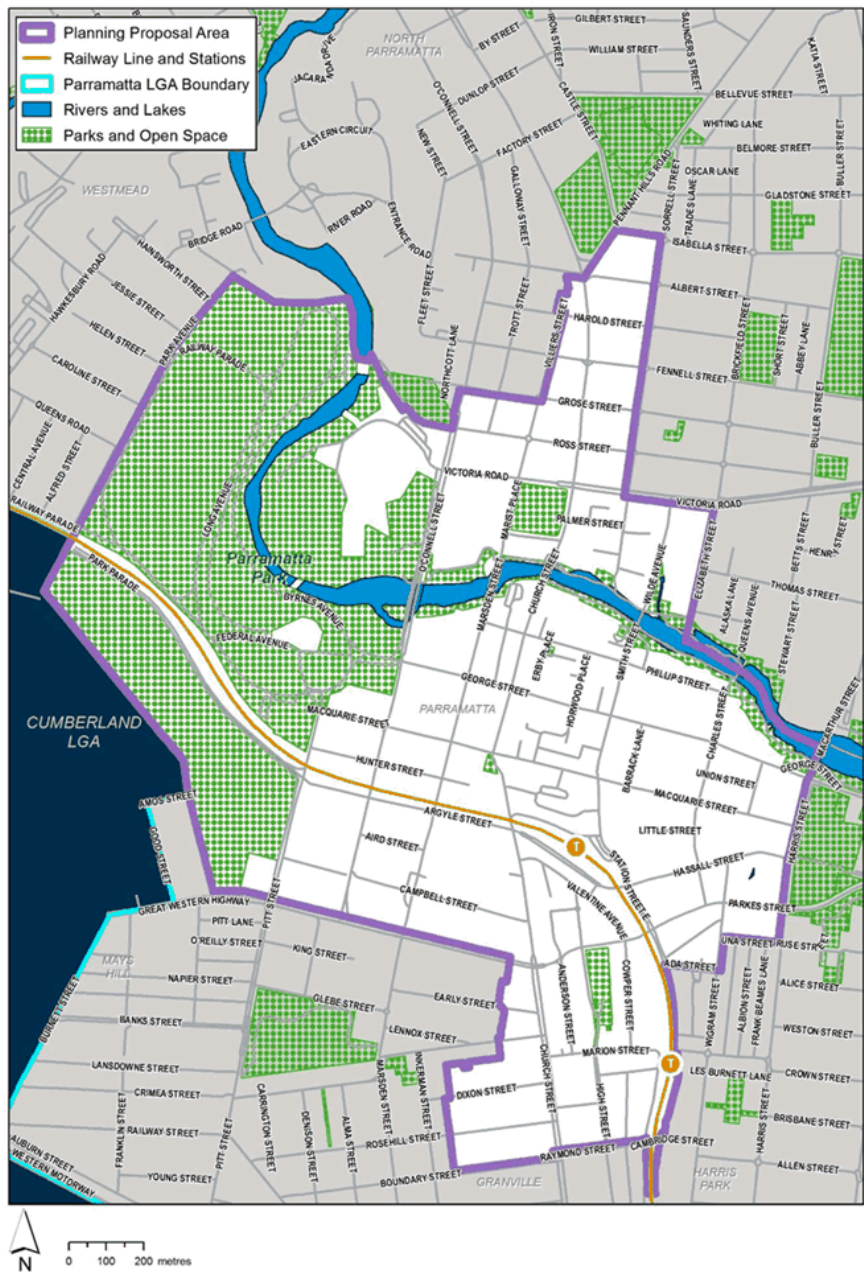 Planning Proposal Area
Railway Line and Stations
Parramatta LGA Boundary
Rivers and Lakes
Parks and Open Space
GILBERT STREET
NORTH
PARRAMATTA
BY STREET
IRON STREET
WILLIAM STREET
SAUNDERS STREET
KATIA STREET
JACARANDA DRIVE
DUNLOP STREET
O'CONNELL STREET
CASTLE STREET
BELLEVUE STREET
WHITING LANE
EASTERN CIRCUIT
NEW STREET
FACTORY STREET
PENNANT HILLS ROAD
BELMORE STREET
BULLER STREET
GALLOWAY STREET
SORRELL STREET
TRADES LANE
OSCAR LANE
WESTMEAD
GLADSTONE STREET
RIVER ROAD
ENTRANCE ROAD
BRIDGE ROAD
ISABELLA STREET
HAINSWORTH STREET
HAWKESBURY ROAD
JESSIE STREET
FLEET STREET
TROTT STREET
ALBERT STREET
HELEN STREET
PARK AVENUE
RAILWAY PARADE
NORTHCOTT LANE
VILLIERS STREET
HAROLD STREET
BRICKFIELD STREET
SHORT STREET
ABBEY LANE
CAROLINE STREET
FENNELL STREET
QUEENS ROAD
CENTRAL AVENUE
ALFRED STREET
GROSE STREET
BULLER STREET
ROSS STREET
VICTORIA ROAD
RAILWAY PARADE
LONG AVENUE
MARIST PLACE
PALMER STREET
VICTORIA ROAD
O'CONNELL STREET
ELIZABETH STREET
BETTS STREET
HENRY STREET
PARK PARADE
Parramatta
Park
BYRNES AVENUE
MARSDEN STREET
CHURCH STREET
WILDE AVENUE
ALASKA LANE
QUEENS AVENUE
THOMAS STREET
STEWART STREET
FEDERAL AVENUE
ERBY PLACE
SMITH STREET
PHILLIP STREET
GEORGE STREET
HORWOOD PLACE
MACQUARIE STREET
PARRAMATTA
CHARLES STREET
MACARTHUR STREET
CUMBERLAND
LGA
BARRACK LANE
GEORGE STREET
HUNTER STREET
UNION STREET
MACQUARIE STREET
AMOS STREET
GOOD STREET
ARGYLE STREET
LITTLE STREET
HARRIS STREET
AIRD STREET
T
STATION STREET E
HASSALL STREET
CAMPBELL STREET
VALENTINE AVENUE
PARKES STREET
GREAT WESTERN HIGHWAY
PITT STREET
PITT LANE
O'REILLY STREET
KING STREET
UNA STREET
MAYS
HILL
ADA STREET
NAPIER STREET
ANDERSON STREET
COWPER STREET
ALICE STREET
BURNETT STREET
GLEBE STREET
EARLY STREET
WIGRAM STREET
ALBION STREET
FRANK BEAMES LANE
BANKS STREET
LENNOX STREET
WESTON STREET
MARION STREET
T
LANSDOWNE STREET
LES BURNETT LANE
CROWN STREET
CRIMEA STREET
DIXON STREET
CHURCH STREET
HIGH STREET
FRANKLIN STREET
PITT STREET
CARRINGTON STREET
DENISON STREET
ALMA STREET
MARSDEN STREET
INKERMAN STREET
HARRIS STREET
BRISBANE STREET
RAILWAY STREET
ROSEHILL STREET
AUBURN STREET
WESTERN MOTORWAY
RAYMOND STREET
CAMBRIDGE STREET
ALLEN STREET
YOUNG STREET
BOUNDARY STREET
GRANVILLE
HARRIS
PARK
N
0 100 200 metres